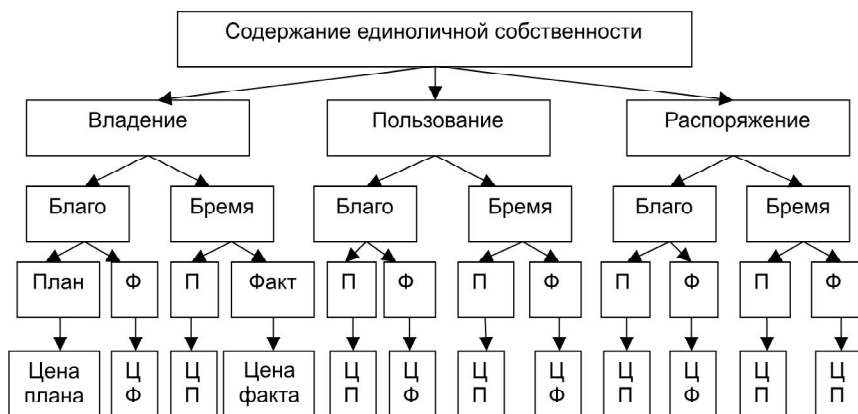 Содержание единоличной собственности
Владение Пользование Распоряжение
Благо Бремя Благо Бремя Благо Бремя
План Ф П Факт П Ф П Ф П Ф П Ф
Цена Ц Ц Цена Ц Ц Ц Ц Ц Ц Ц Ц
плана Ф П факта П Ф П Ф П Ф П П